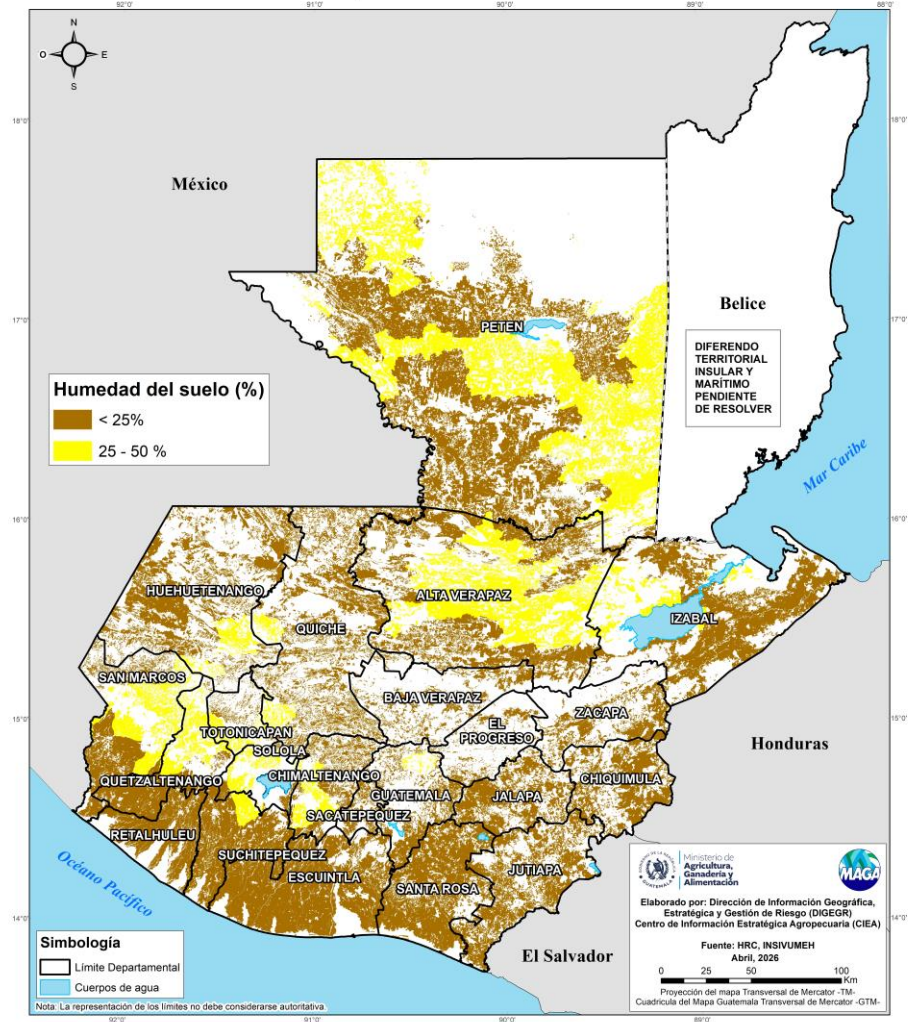 92°0'
91°0'
90°0'
89°0'
88°0'
N
O
E
S
18°0'
18°0'
México
Belice
17°0'
17°0'
PETEN
DIFERENDO
TERRITORIAL
INSULAR Y
MARÍTIMO
PENDIENTE
DE RESOLVER
Humedad del suelo (%)
< 25%
25 - 50 %
Mar Caribe
16°0'
16°0'
HUEHUETENANGO
ALTA VERAPAZ
QUICHE
IZABAL
SAN MARCOS
BAJA VERAPAZ
15°0'
15°0'
ZACAPA
TOTONICAPAN
EL
PROGRESO
SOLOLA
Honduras
QUETZALTENANGO
CHIMALTENANGO
CHIQUIMULA
GUATEMALA
JALAPA
SACATEPEQUEZ
RETALHULEU
SUCHITEPEQUEZ
JUTIAPA
ESCUINTLA
SANTA ROSA
Océano Pacífico
14°0'
14°0'
El Salvador
Ministerio de
Agricultura,
Ganadería y
Alimentación
MAGA
Elaborado por: Dirección de Información Geográfica,
Estratégica y Gestión de Riesgo (DIGEGR)
Centro de Información Estratégica Agropecuaria (CIEA)
Fuente: HRC, INSIVUMEH
Abril, 2026
0 25 50 100
Km
Proyección del mapa Transversal de Mercator -TM-
Cuadricula del Mapa Guatemala Transversal de Mercator -GTM-
Simbología
Límite Departamental
Cuerpos de agua
Nota: La representación de los límites no debe considerarse autoritativa.
92°0'
91°0'
90°0'
89°0'